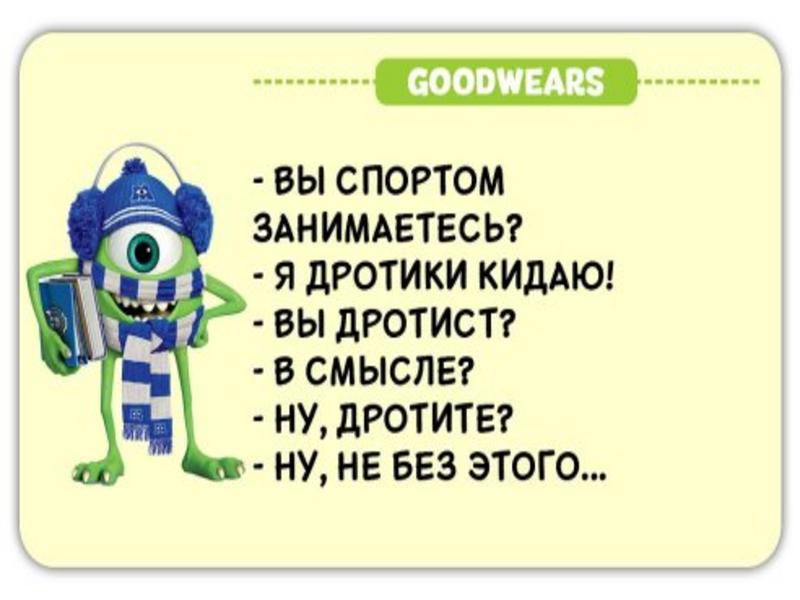 GOODWEARS
- ВЫ СПОРТОМ
ЗАНИМАЕТЕСЬ?
- Я ДРОТИКИ КИДАЮ!
- ВЫ ДРОТИСТ?
- В СМЫСЛЕ?
- НУ, ДРОТИТЕ?
- НУ, НЕ БЕЗ ЭТОГО...